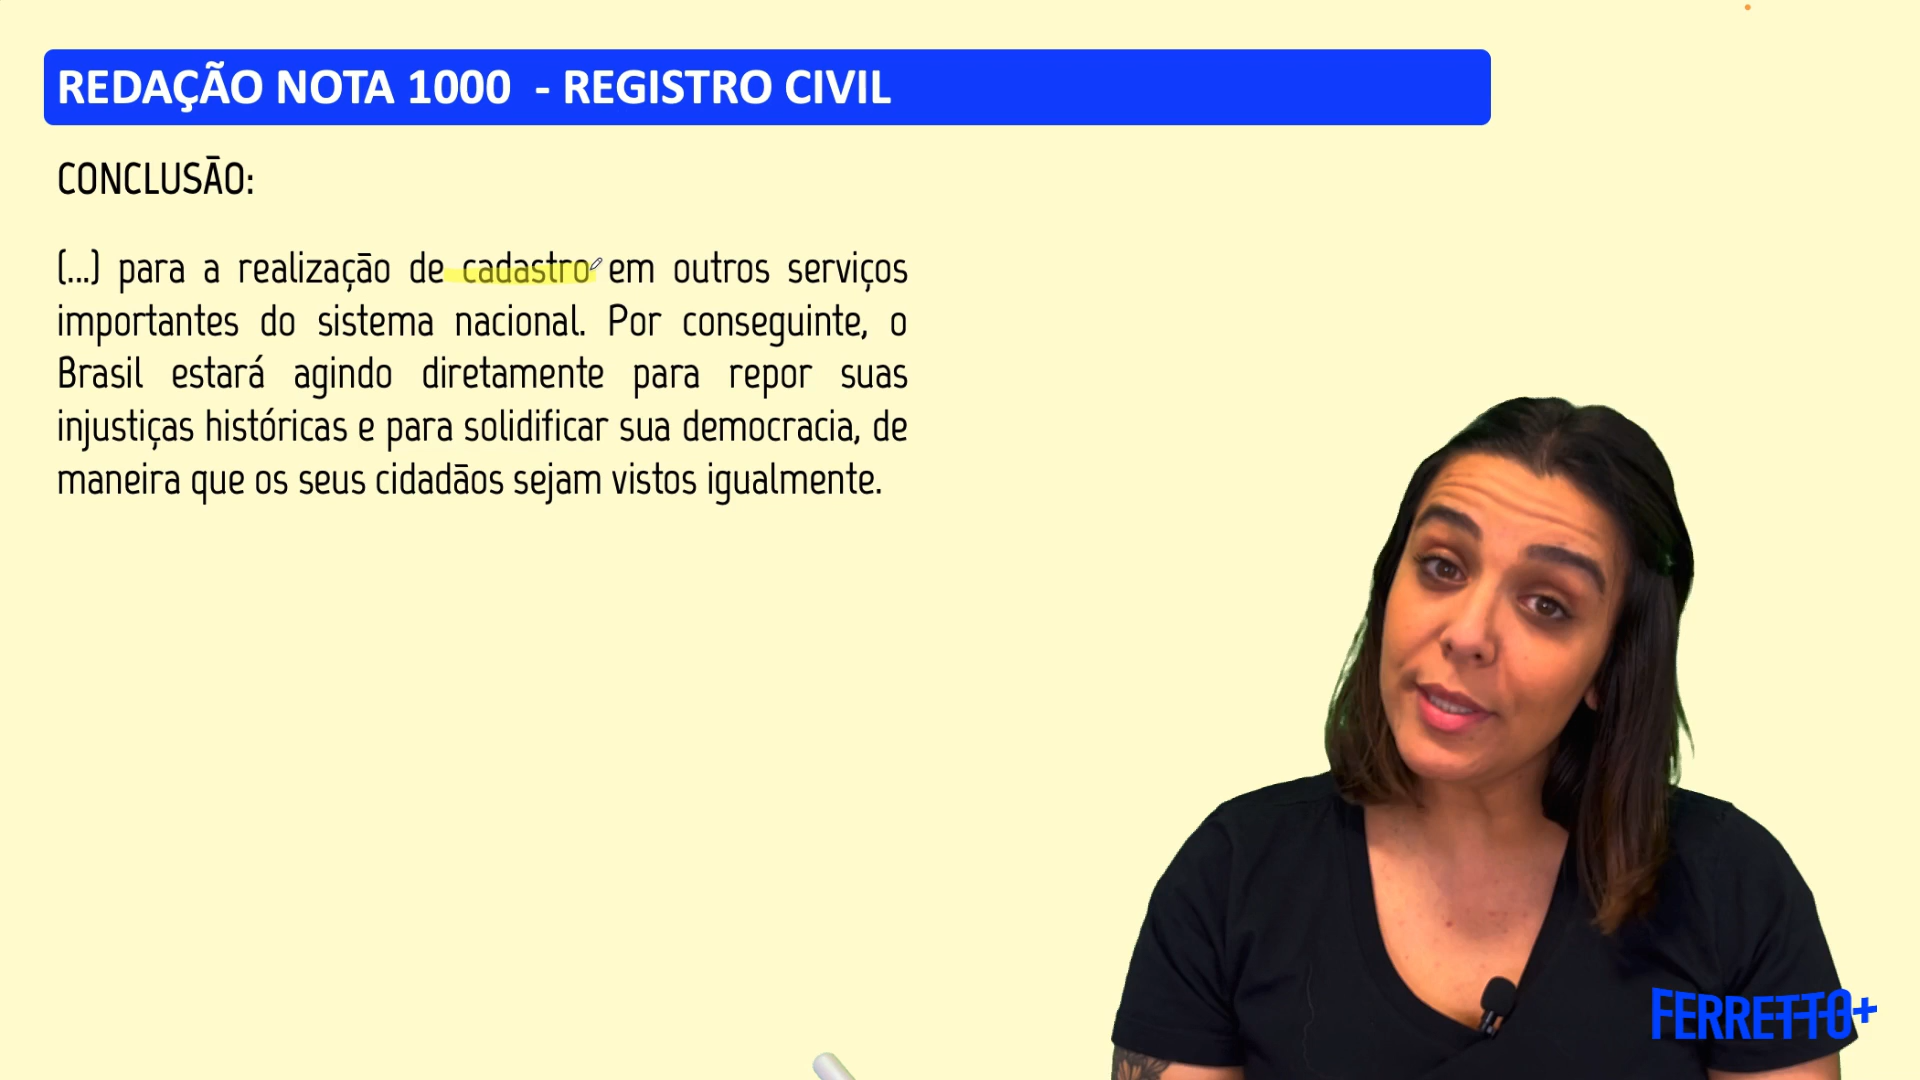 REDAÇÃO NOTA 1000 - REGISTRO CIVIL
CONCLUSÃO:
(...) para a realização de cadastro em outros serviços
importantes do sistema nacional. Por conseguinte, o
Brasil estará agindo diretamente para repor suas
injustiças históricas e para solidificar sua democracia, de
maneira que os seus cidadãos sejam vistos igualmente.
FERRETTO+